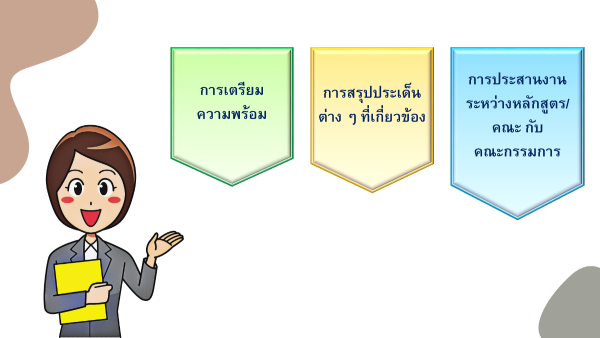 การเตรียม
ความพร้อม
การสรุปประเด็น
ต่าง ๆ ที่เกี่ยวข้อง
การประสานงาน
ระหว่างหลักสูตร/
คณะ กับ
คณะกรรมการ